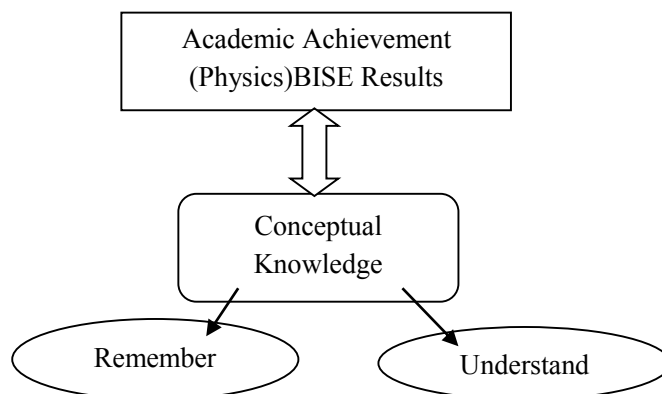 Academic Achievement
(Physics)BISE Results
Conceptual
Knowledge
Remember
Understand